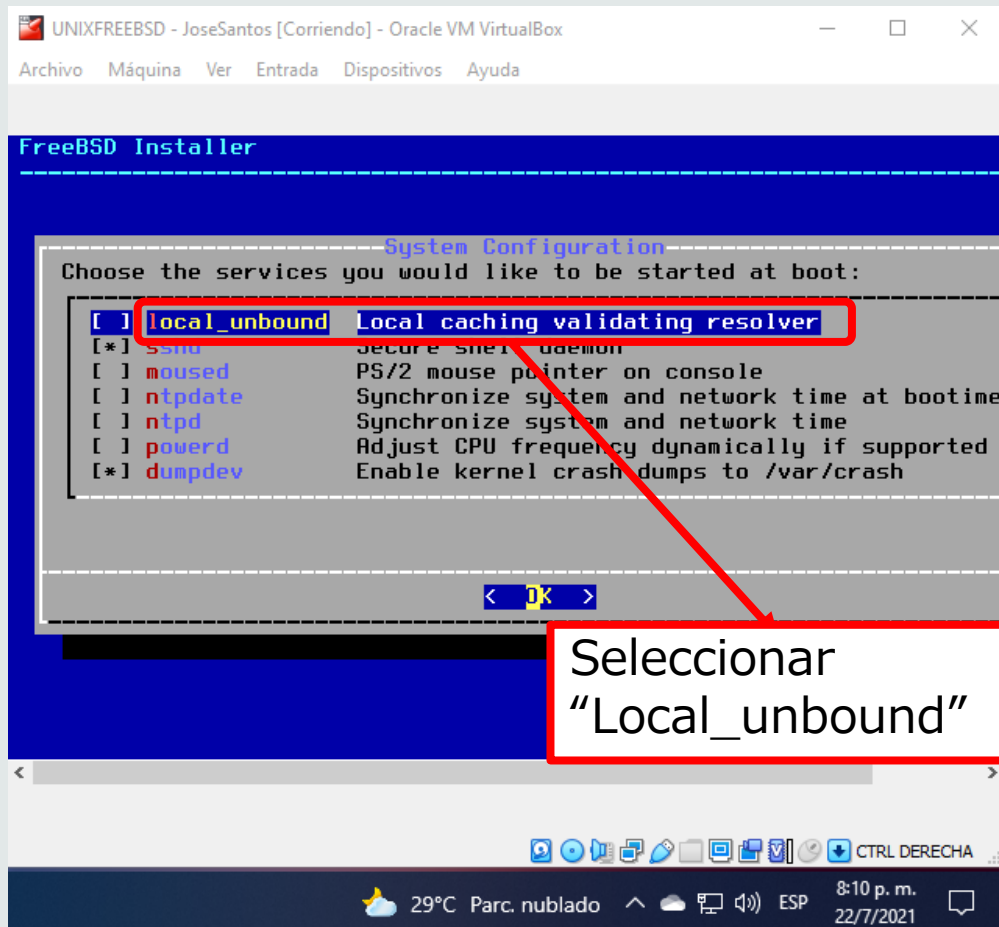 UNIXFREEBSD - JoseSantos [Corriendo] - Oracle VM VirtualBox
Archivo Máquina Ver Entrada Dispositivos Ayuda
FreeBSD Installer
System Configuration
Choose the services you would like to be started at boot:
[ ] local_unbound Local caching validating resolver
[*] sshd Secure shell daemon
[ ] moused PS/2 mouse pointer on console
[ ] ntpdate Synchronize system and network time at bootime
[ ] ntpd Synchronize system and network time
[ ] powerd Adjust CPU frequency dynamically if supported
[*] dumpdev Enable kernel crash dumps to /var/crash
< OK >
Seleccionar
“Local_unbound”
CTRL DERECHA
29°C Parc. nublado ESP 8:10 p. m.
22/7/2021